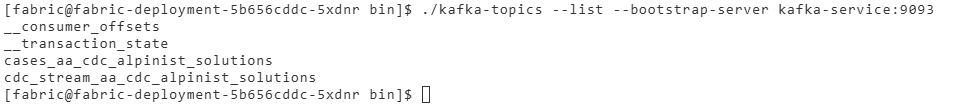 [fabric@fabric-deployment-5b656cddc-5xdnr bin]$ ./kafka-topics --list --bootstrap-server kafka-service:9093
__consumer_offsets
__transaction_state
cases_aa_cdc_alpinist_solutions
cdc_stream_aa_cdc_alpinist_solutions
[fabric@fabric-deployment-5b656cddc-5xdnr bin]$